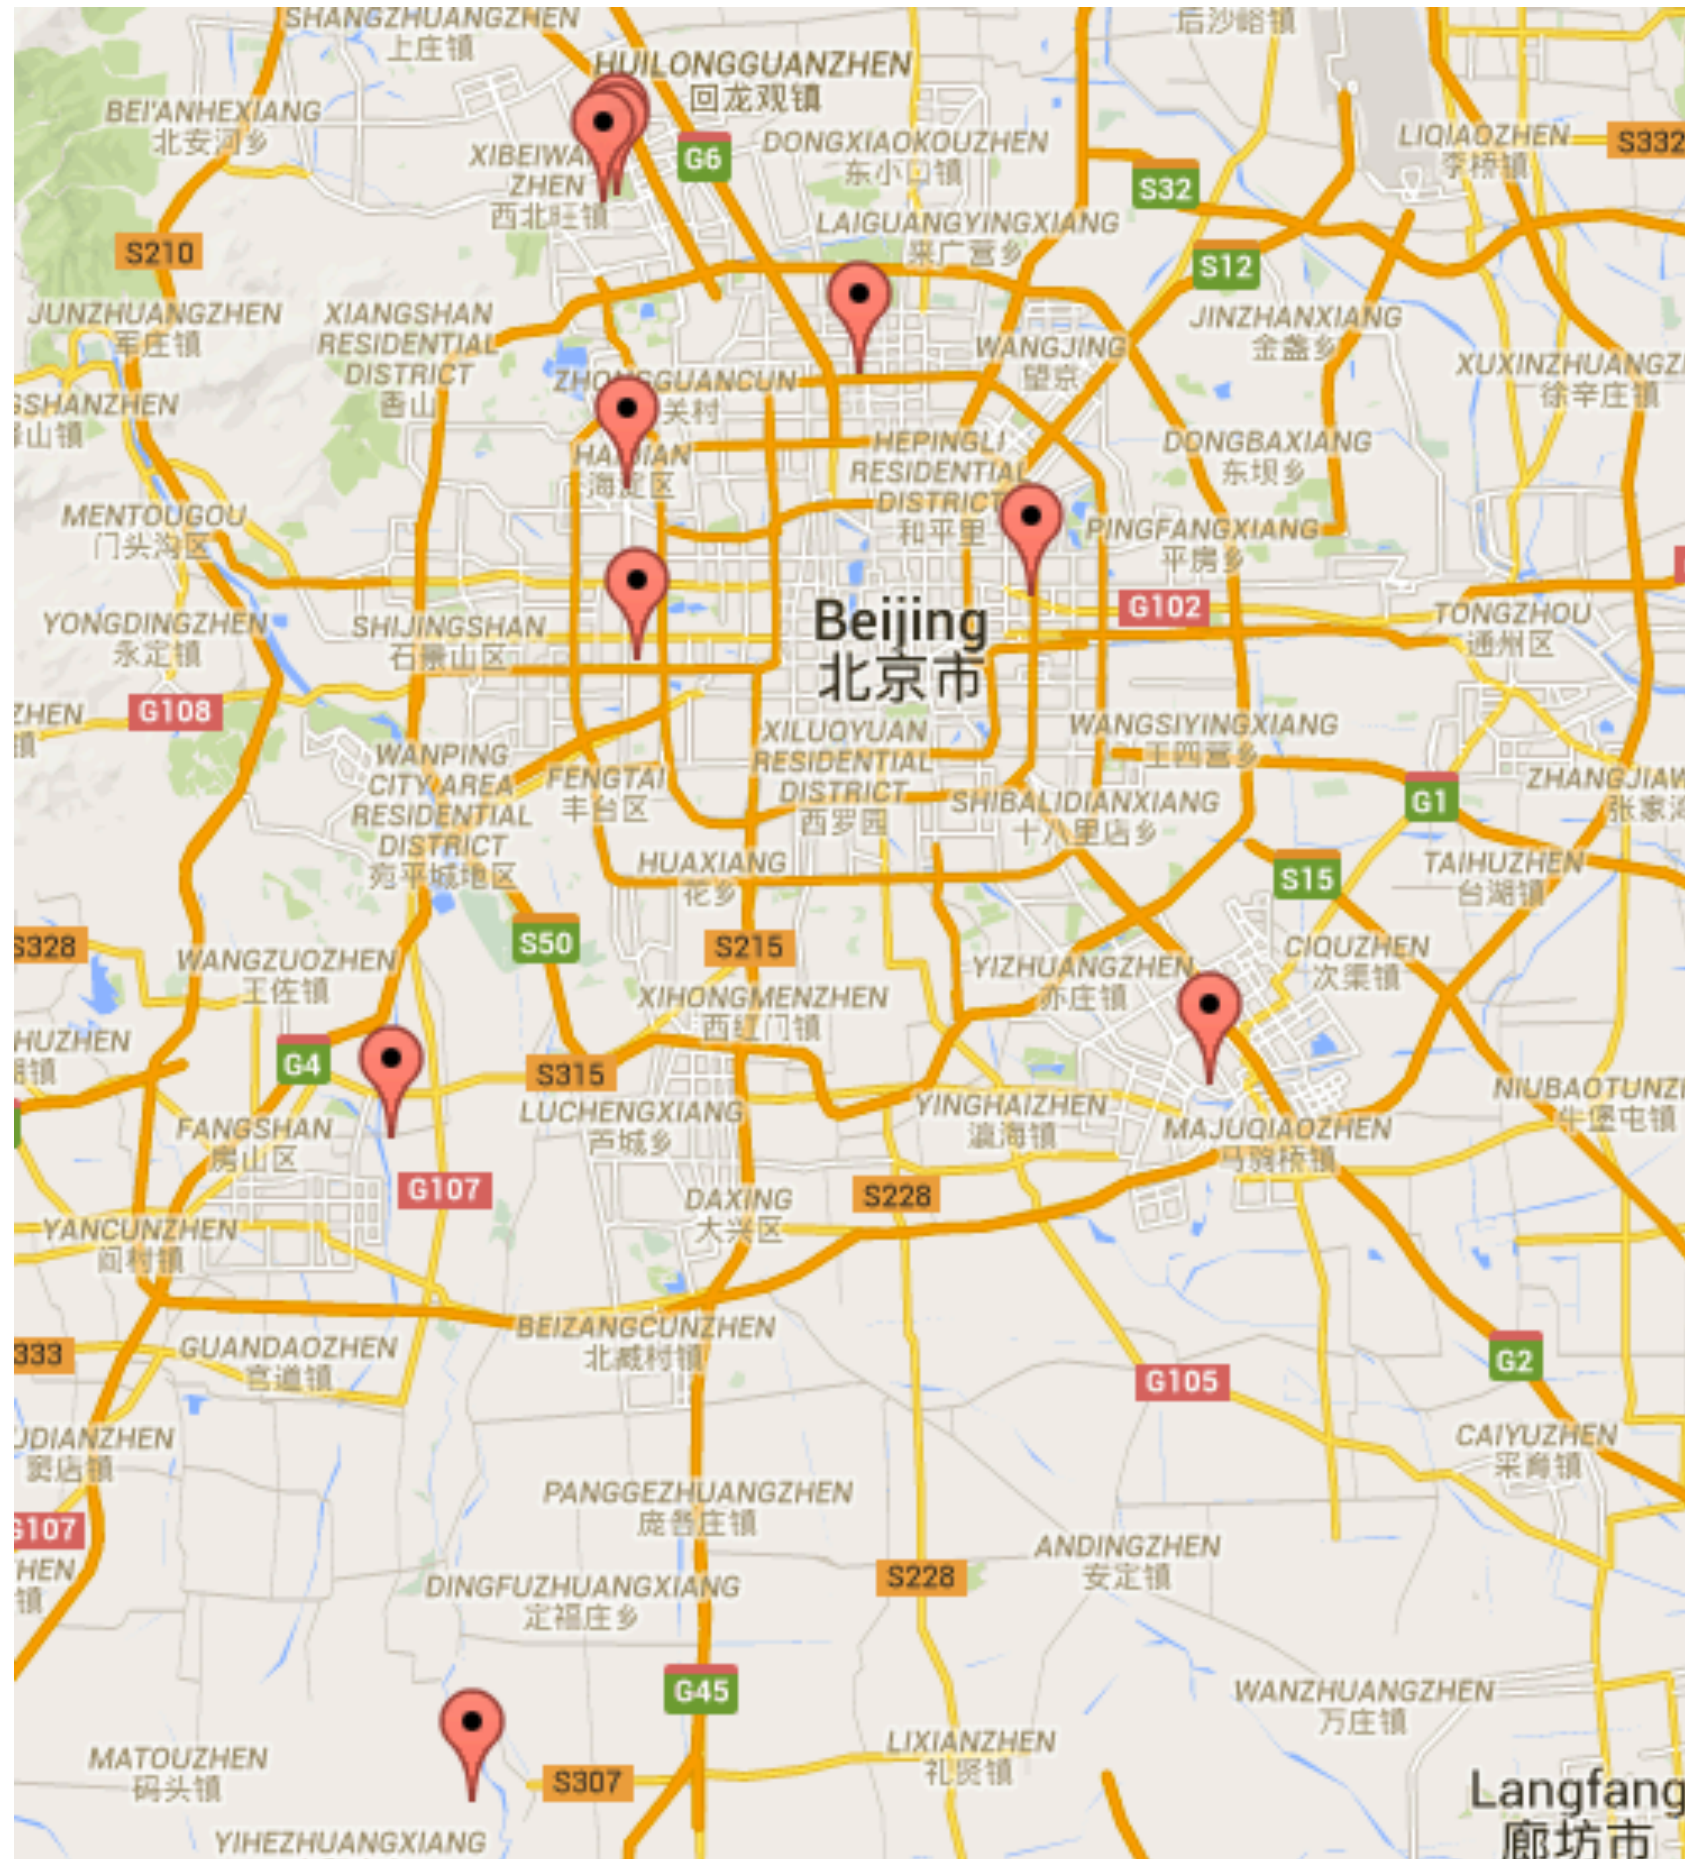 SHANGZHUANGZHEN
上庄镇
后沙峪镇
HUILONGGUANZHEN
回龙观镇
BEI'ANHEXIANG
北安河乡
G6
DONGXIAOKOUZHEN
东小口镇
LIQIAOZHEN
李桥镇
S332
ZHEN
西北旺镇
S32
LAIGUANGYINGXIANG
来广营乡
S210
S12
JUNZHUANGZHEN
军庄镇
XIANGSHAN
RESIDENTIAL
DISTRICT
香山
JINZHANXIANG
金盏乡
WANGJING
望京
关村
徐辛庄镇
HEPINGLI
RESIDENTIAL
DISTRICT
和平里
DONGBAXIANG
东坝乡
海淀区
MENTOUGOU
门头沟区
PINGFANGXIANG
平房乡
YONGDINGZHEN
永定镇
SHIJINGSHAN
石景山区
Beijing
北京市
G102
TONGZHOU
通州区
ZHEN
镇
G108
WANPING
CITY AREA
RESIDENTIAL
DISTRICT
宛平城地区
FENGTAI
丰台区
XILUOYUAN
RESIDENTIAL
DISTRICT
西罗园
WANGSIYINGXIANG
王四营乡
SHIBALIDIANXIANG
十八里店乡
G1
HUAXIANG
花乡
S15
TAIHUZHEN
台湖镇
S328
WANGZUOZHEN
王佐镇
S50
S215
XIHONGMENZHEN
西红门镇
YIZHUANGZHEN
亦庄镇
CIQUZHEN
次渠镇
G4
S315
LUCHENGXIANG
芦城乡
YINGHAIZHEN
瀛海镇
MAJUQIAOZHEN
马驹桥镇
牛堡屯镇
FANGSHAN
房山区
G107
DAXING
大兴区
S228
YANCUNZHEN
阎村镇
GUANDAOZHEN
官道镇
BEIZANGCUNZHEN
北臧村镇
G105
G2
333
窦店镇
CAIYUZHEN
采育镇
PANGGEZHUANGZHEN
庞各庄镇
G107
ANDINGZHEN
安定镇
S228
DINGFUZHUANGXIANG
定福庄乡
G45
WANZHUANGZHEN
万庄镇
MATOUZHEN
码头镇
S307
LIXIANZHEN
礼贤镇
Langfang
廊坊市
YIHEZHUANGXIANG